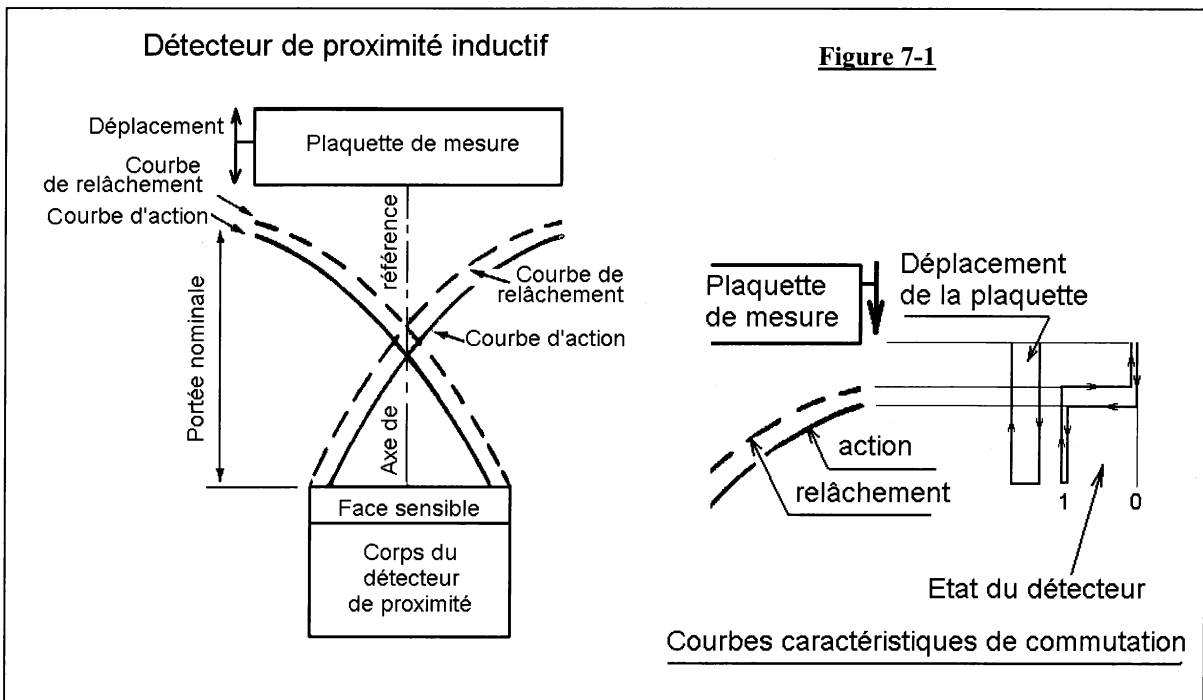 Détecteur de proximité inductif
Figure 7-1
Déplacement
Plaquette de mesure
Courbe
de relâchement
Courbe d'action
référence
Courbe de
relâchement
Courbe d'action
Portée nominale
Axe de
Face sensible
Corps du
détecteur
de proximité
Plaquette
de mesure
Déplacement
de la plaquette
action
relâchement
1
0
Etat du détecteur
Courbes caractéristiques de commutation